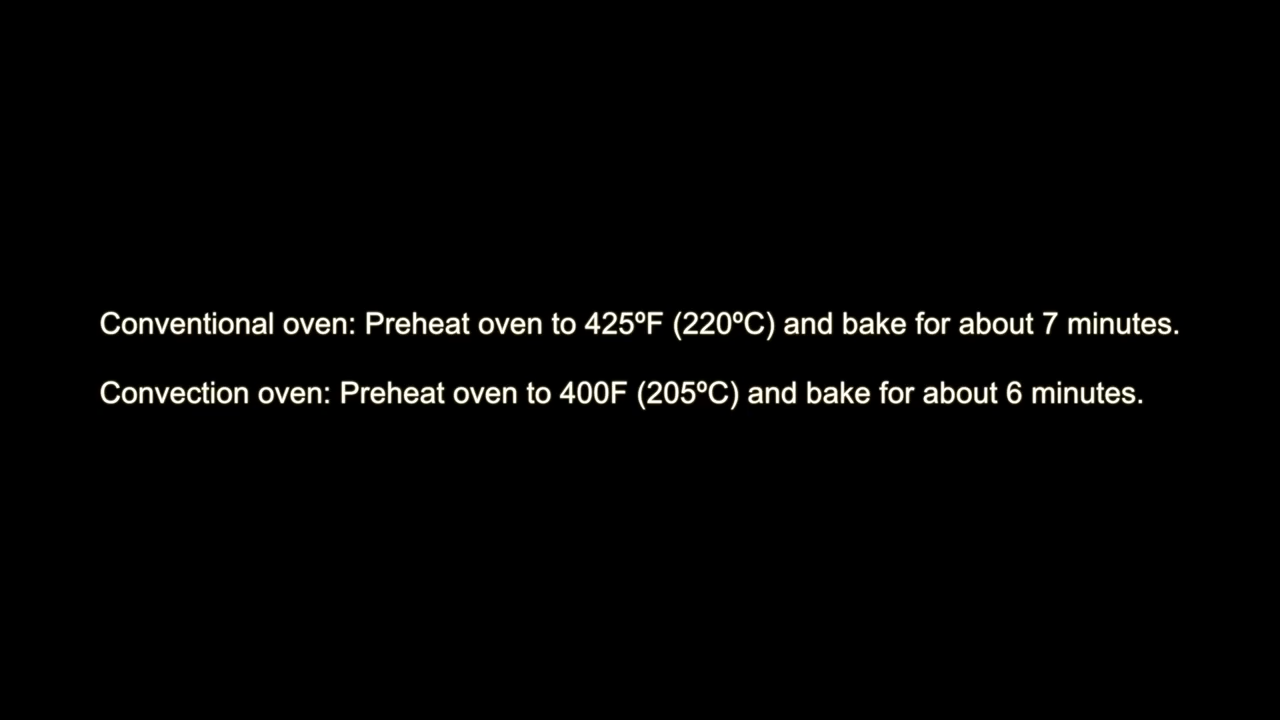 Conventional oven: Preheat oven to 425ºF (220ºC) and bake for about 7 minutes.
Convection oven: Preheat oven to 400F (205ºC) and bake for about 6 minutes.